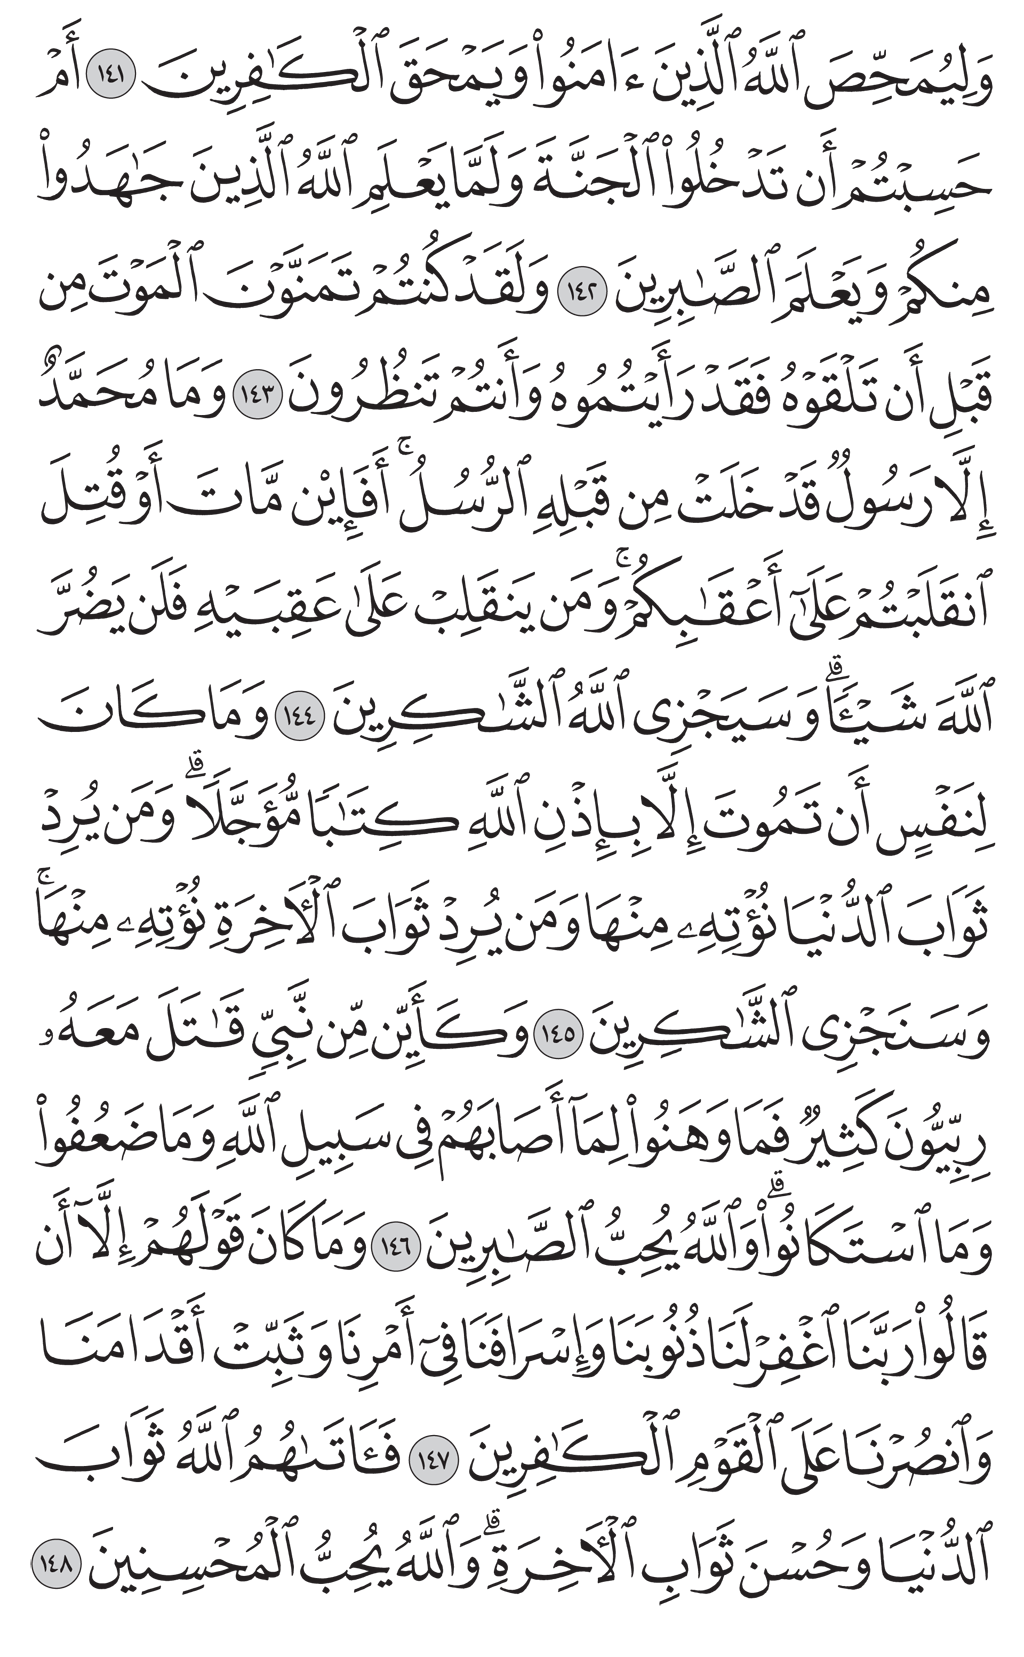 وَلِيُمَحِّصَ ٱللَّهُ ٱلَّذِينَ ءَامَنُوا۟ وَيَمْحَقَ ٱلْكَـٰفِرِينَ ١٤١ أَمْ
حَسِبْتُمْ أَن تَدْخُلُوا۟ ٱلْجَنَّةَ وَلَمَّا يَعْلَمِ ٱللَّهُ ٱلَّذِينَ جَـٰهَدُوا۟
مِنكُمْ وَيَعْلَمَ ٱلصَّـٰبِرِينَ ١٤٢ وَلَقَدْ كُنتُمْ تَمَنَّوْنَ ٱلْمَوْتَ مِن
قَبْلِ أَن تَلْقَوْهُ فَقَدْ رَأَيْتُمُوهُ وَأَنتُمْ تَنظُرُونَ ١٤٣ وَمَا مُحَمَّدٌ
إِلَّا رَسُولٌ قَدْ خَلَتْ مِن قَبْلِهِ ٱلرُّسُلُ ۚ أَفَإِي۟ن مَّاتَ أَوْ قُتِلَ
ٱنقَلَبْتُمْ عَلَىٰٓ أَعْقَـٰبِكُمْ ۚ وَمَن يَنقَلِبْ عَلَىٰ عَقِبَيْهِ فَلَن يَضُرَّ
ٱللَّهَ شَيْـًٔا ۗ وَسَيَجْزِى ٱللَّهُ ٱلشَّـٰكِرِينَ ١٤٤ وَمَا كَانَ
لِنَفْسٍ أَن تَمُوتَ إِلَّا بِإِذْنِ ٱللَّهِ كِتَـٰبًا مُّؤَجَّلًا ۗ وَمَن يُرِدْ
ثَوَابَ ٱلدُّنْيَا نُؤْتِهِۦ مِنْهَا وَمَن يُرِدْ ثَوَابَ ٱلْـَٔاخِرَةِ نُؤْتِهِۦ مِنْهَا ۚ
وَسَنَجْزِى ٱلشَّـٰكِرِينَ ١٤٥ وَكَأَيِّن مِّن نَّبِىٍّ قَـٰتَلَ مَعَهُۥ
رِبِّيُّونَ كَثِيرٌ فَمَا وَهَنُوا۟ لِمَآ أَصَابَهُمْ فِى سَبِيلِ ٱللَّهِ وَمَا ضَعُفُوا۟
وَمَا ٱسْتَكَانُوا۟ ۗ وَٱللَّهُ يُحِبُّ ٱلصَّـٰبِرِينَ ١٤٦ وَمَا كَانَ قَوْلَهُمْ إِلَّآ أَن
قَالُوا۟ رَبَّنَا ٱغْفِرْ لَنَا ذُنُوبَنَا وَإِسْرَافَنَا فِىٓ أَمْرِنَا وَثَبِّتْ أَقْدَامَنَا
وَٱنصُرْنَا عَلَى ٱلْقَوْمِ ٱلْكَـٰفِرِينَ ١٤٧ فَـَٔاتَىٰهُمُ ٱللَّهُ ثَوَابَ
ٱلدُّنْيَا وَحُسْنَ ثَوَابِ ٱلْـَٔاخِرَةِ ۗ وَٱللَّهُ يُحِبُّ ٱلْمُحْسِنِينَ ١٤٨